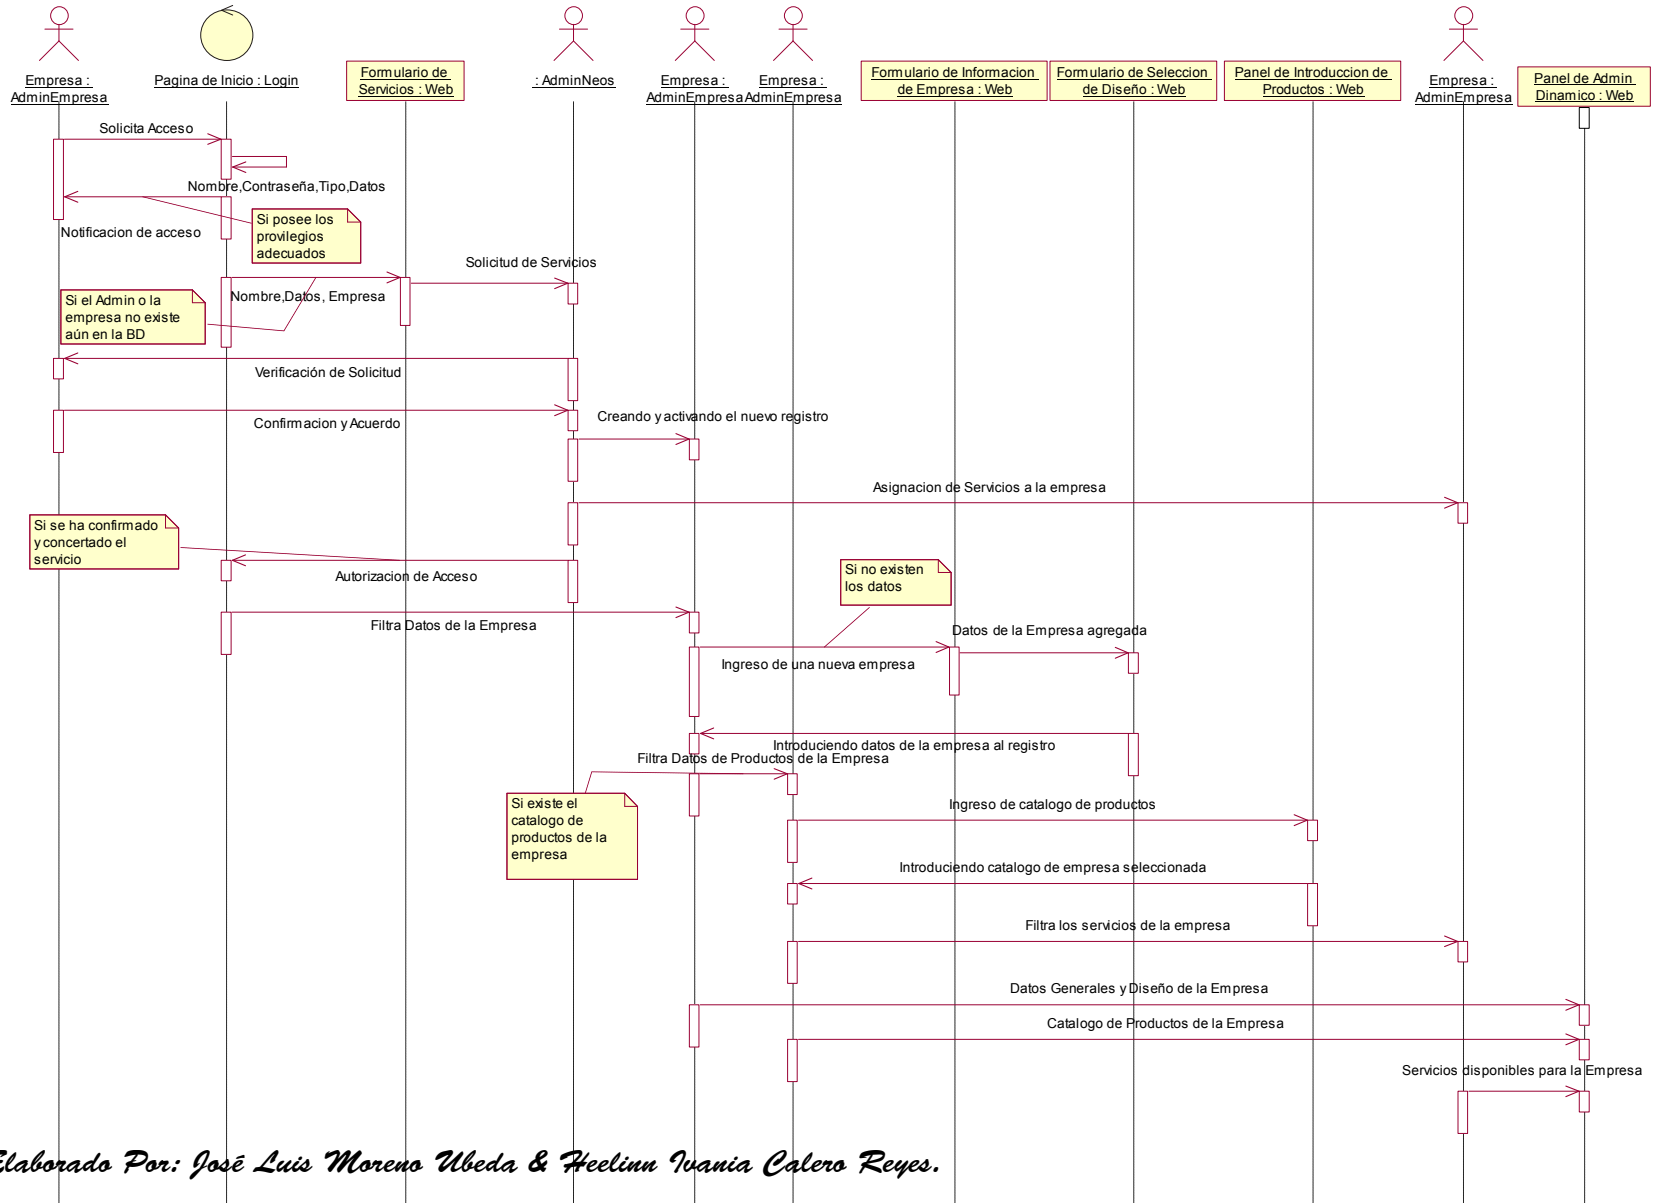 Empresa :
AdminEmpresa
Pagina de Inicio : Login
Formulario de
Servicios : Web
: AdminNeos
Empresa :
AdminEmpresa
Empresa :
AdminEmpresa
Formulario de Informacion
de Empresa : Web
Formulario de Seleccion
de Diseño : Web
Panel de Introduccion de
Productos : Web
Empresa :
AdminEmpresa
Panel de Admin
Dinamico : Web
Solicita Acceso
Nombre,Contraseña,Tipo,Datos
Si posee los
provilegios
adecuados
Notificacion de acceso
Solicitud de Servicios
Nombre,Datos, Empresa
Si el Admin o la
empresa no existe
aún en la BD
Verificación de Solicitud
Confirmacion y Acuerdo
Creando y activando el nuevo registro
Asignacion de Servicios a la empresa
Si se ha confirmado
y concertado el
servicio
Autorizacion de Acceso
Si no existen
los datos
Filtra Datos de la Empresa
Datos de la Empresa agregada
Ingreso de una nueva empresa
Introduciendo datos de la empresa al registro
Filtra Datos de Productos de la Empresa
Si existe el
catalogo de
productos de la
empresa
Ingreso de catalogo de productos
Introduciendo catalogo de empresa seleccionada
Filtra los servicios de la empresa
Datos Generales y Diseño de la Empresa
Catalogo de Productos de la Empresa
Servicios disponibles para la Empresa
Elaborado Por: José Luis Moreno Ubeda & Heelinn Ivania Calero Reyes.